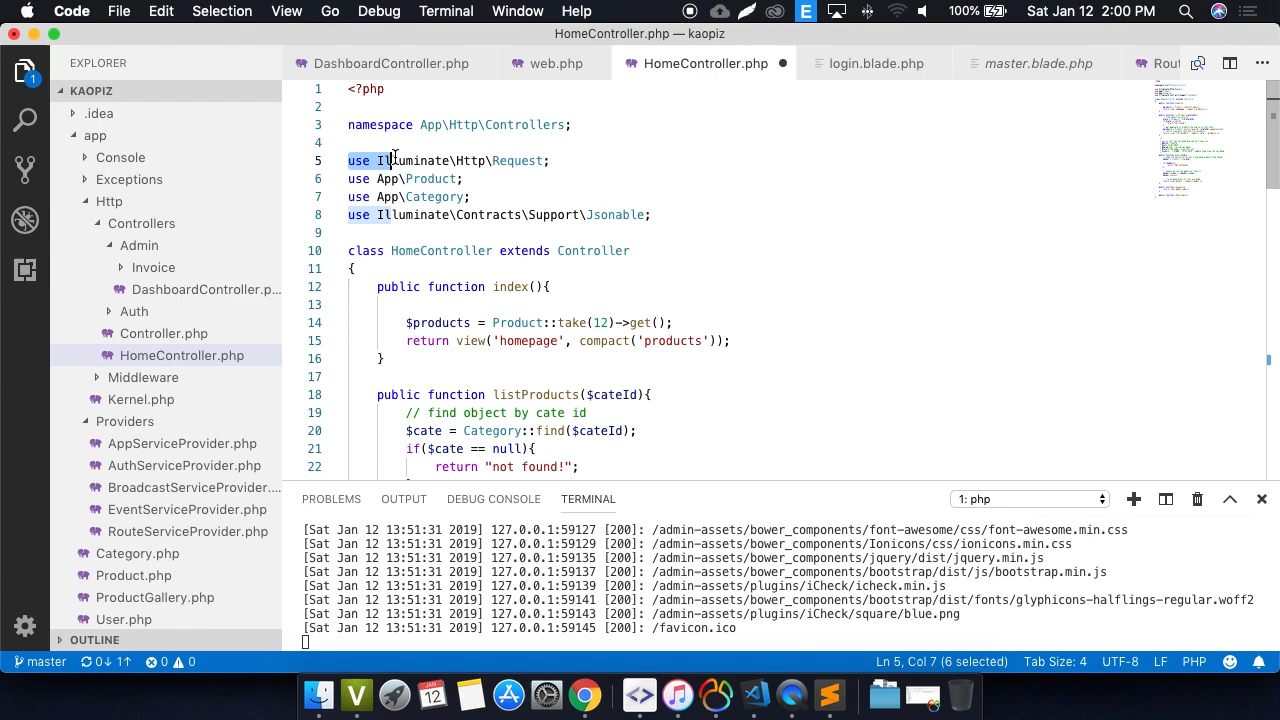 Code File Edit Selection View Go Debug Terminal Window Help E 100% Sat Jan 12 2:00 PM
HomeController.php — kaopiz
EXPLORER
KAOPIZ
.idea
app
Console
Exceptions
Http
Controllers
Admin
Invoice
DashboardController.p...
Auth
Controller.php
HomeController.php
Middleware
Kernel.php
Providers
AppServiceProvider.php
AuthServiceProvider.php
BroadcastServiceProvider....
EventServiceProvider.php
RouteServiceProvider.php
Category.php
Product.php
ProductGallery.php
User.php
OUTLINE
DashboardController.php web.php HomeController.php login.blade.php master.blade.php Rout
1 <?php
2
3 namespace App\Http\Controllers;
4
5 use Illuminate\Http\Request;
6 use App\Product;
7 use App\Category;
8 use Illuminate\Contracts\Support\Jsonable;
9
10 class HomeController extends Controller
11 {
12 public function index(){
13
14 $products = Product::take(12)->get();
15 return view('homepage', compact('products'));
16 }
17
18 public function listProducts($cateId){
19 // find object by cate id
20 $cate = Category::find($cateId);
21 if($cate == null){
22 return "not found!";
PROBLEMS OUTPUT DEBUG CONSOLE TERMINAL 1: php
[Sat Jan 12 13:51:31 2019] 127.0.0.1:59127 [200]: /admin-assets/bower_components/font-awesome/css/font-awesome.min.css
[Sat Jan 12 13:51:31 2019] 127.0.0.1:59129 [200]: /admin-assets/bower_components/Ionicons/css/ionicons.min.css
[Sat Jan 12 13:51:31 2019] 127.0.0.1:59135 [200]: /admin-assets/bower_components/jquery/dist/jquery.min.js
[Sat Jan 12 13:51:31 2019] 127.0.0.1:59137 [200]: /admin-assets/bower_components/bootstrap/dist/js/bootstrap.min.js
[Sat Jan 12 13:51:31 2019] 127.0.0.1:59139 [200]: /admin-assets/plugins/iCheck/icheck.min.js
[Sat Jan 12 13:51:31 2019] 127.0.0.1:59141 [200]: /admin-assets/bower_components/bootstrap/dist/fonts/glyphicons-halflings-regular.woff2
[Sat Jan 12 13:51:31 2019] 127.0.0.1:59143 [200]: /admin-assets/plugins/iCheck/square/blue.png
[Sat Jan 12 13:51:31 2019] 127.0.0.1:59145 [200]: /favicon.ico
master 0↓ 1↑ 0 0 Ln 5, Col 7 (6 selected) Tab Size: 4 UTF-8 LF PHP